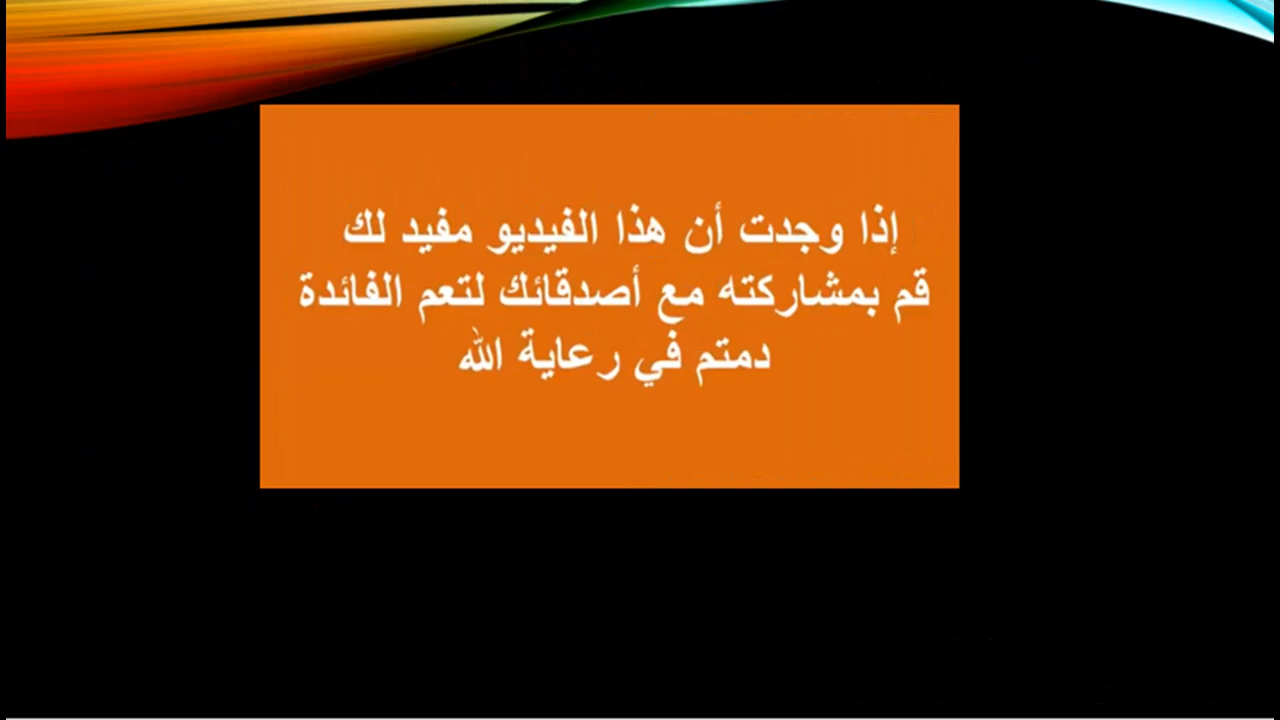 إذا وجدت أن هذا الفيديو مفيد لك
قم بمشاركته مع أصدقائك لتعم الفائدة
دمتم في رعاية الله